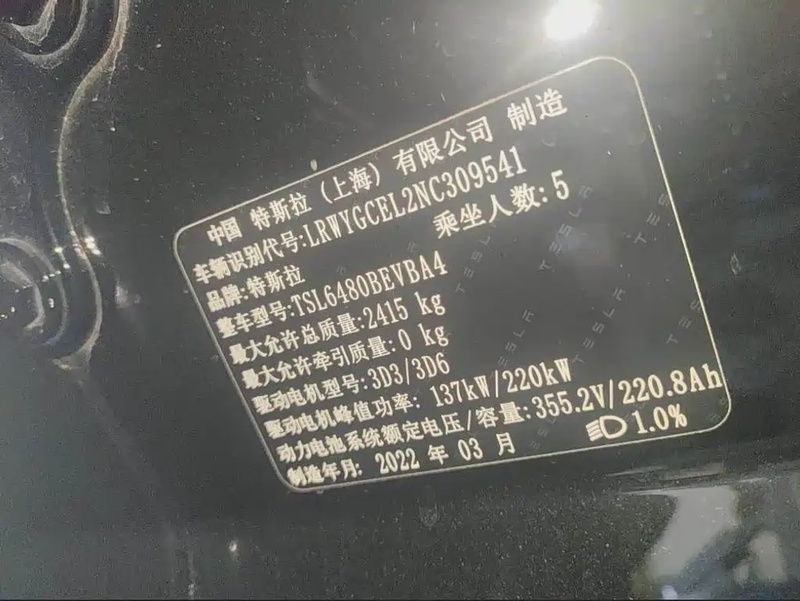 中国 特斯拉（上海）有限公司 制造
车辆识别代号:LRWYGCEL2NC309541
品牌:特斯拉 乘坐人数:5
整车型号:TSL6480BEVBA4
最大允许总质量:2415 kg
最大允许牵引质量:0 kg
驱动电机型号:3D3/3D6
驱动电机峰值功率: 137kW/220kW
动力电池系统额定电压/容量:355.2V/220.8Ah
制造年月: 2022 年 03 月 1.0%
TESLA TESLA TESLA